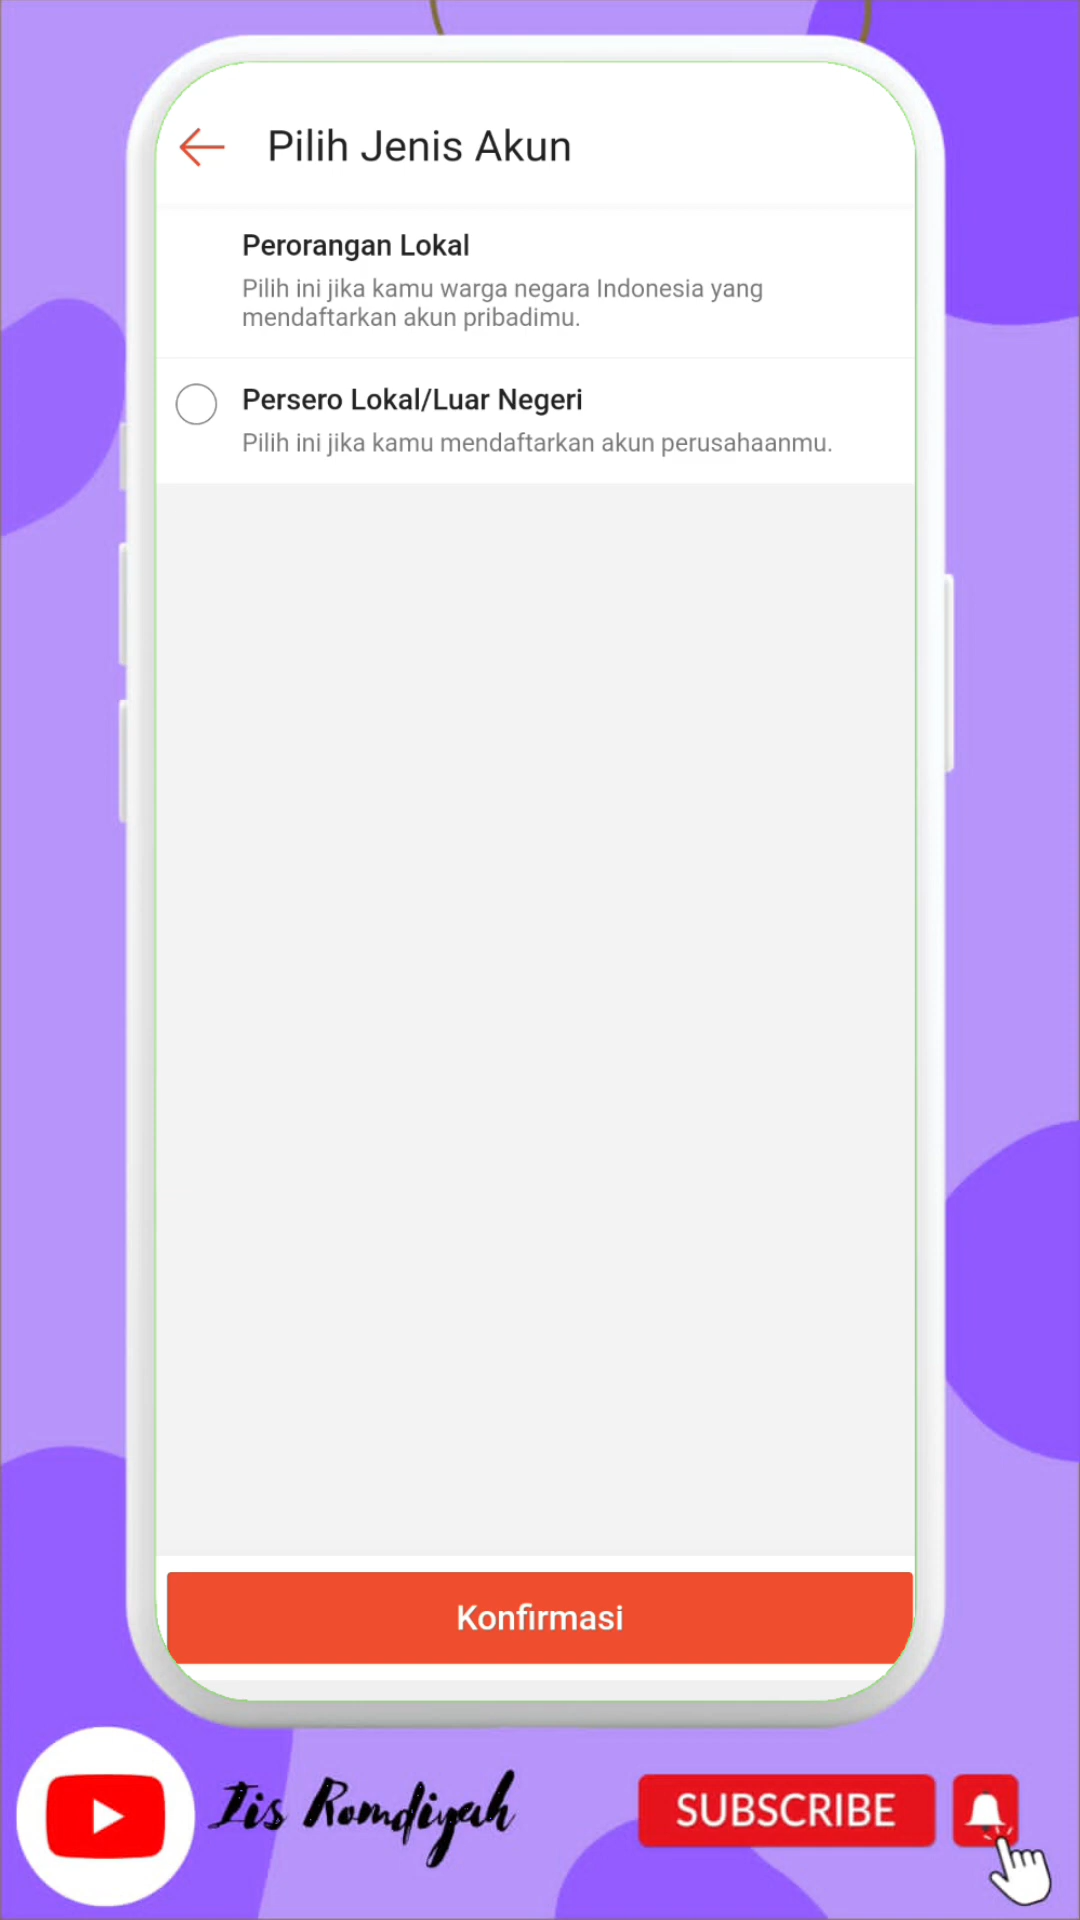 Pilih Jenis Akun
Perorangan Lokal
Pilih ini jika kamu warga negara Indonesia yang
mendaftarkan akun pribadimu.
Persero Lokal/Luar Negeri
Pilih ini jika kamu mendaftarkan akun perusahaanmu.
Konfirmasi
Iis Romdiyah
SUBSCRIBE